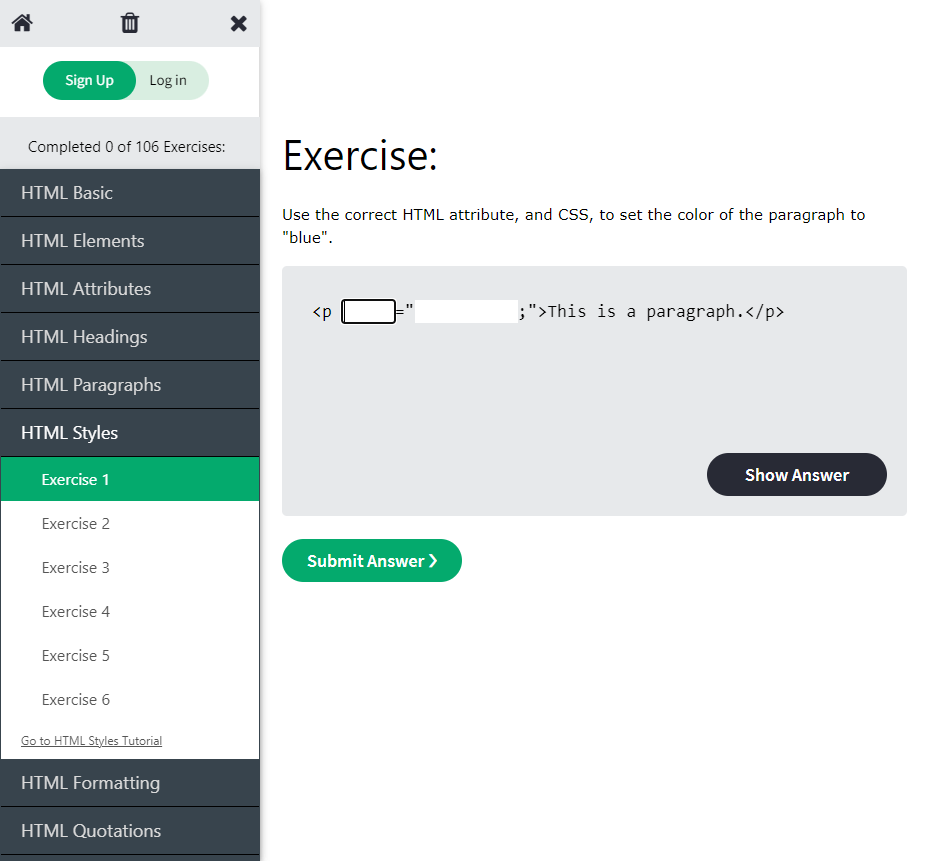 Sign Up
Log in
Completed 0 of 106 Exercises:
HTML Basic
HTML Elements
HTML Attributes
HTML Headings
HTML Paragraphs
HTML Styles
Exercise 1
Exercise 2
Exercise 3
Exercise 4
Exercise 5
Exercise 6
Go to HTML Styles Tutorial
HTML Formatting
HTML Quotations
Exercise:
Use the correct HTML attribute, and CSS, to set the color of the paragraph to
"blue".
<p =" ;">This is a paragraph.</p>
Show Answer
Submit Answer ❯